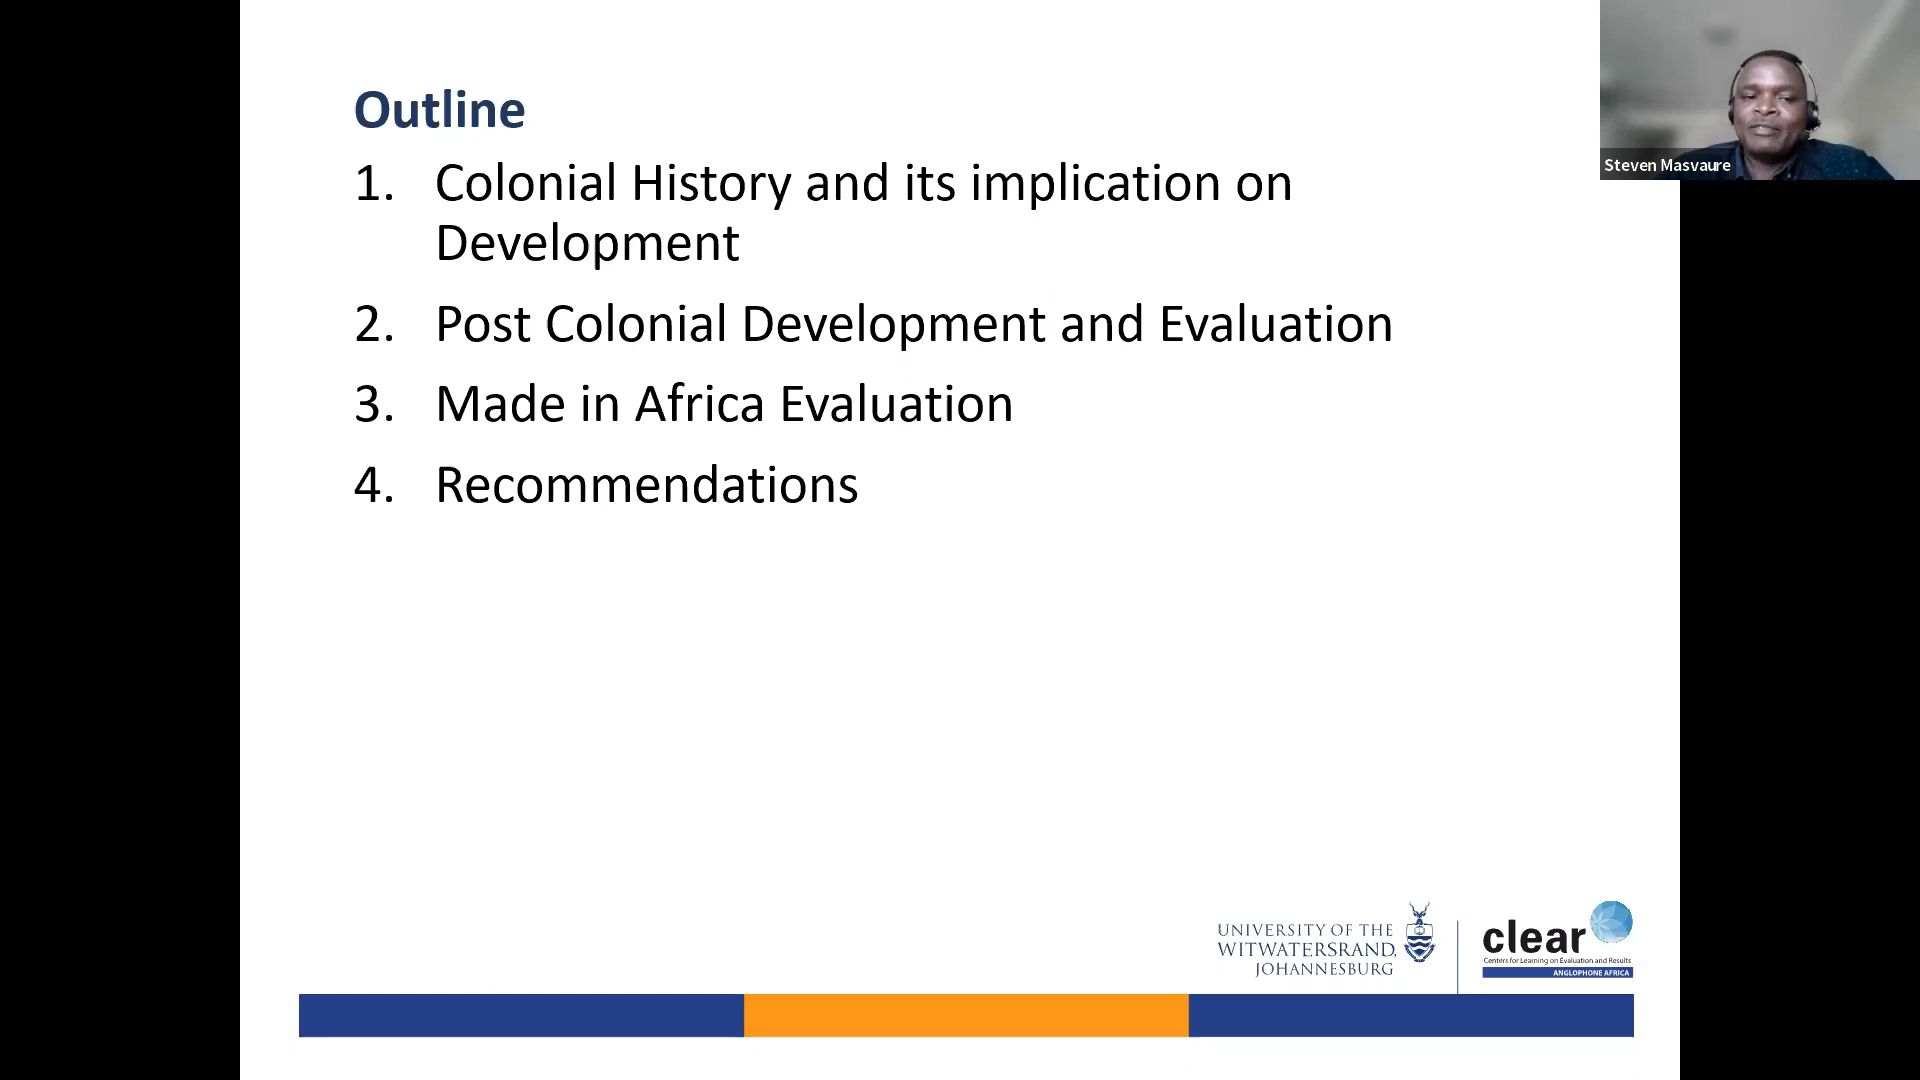 Outline
1. Colonial History and its implication on
Development
2. Post Colonial Development and Evaluation
3. Made in Africa Evaluation
4. Recommendations
Steven Masvaure
UNIVERSITY OF THE
WITWATERSRAND,
JOHANNESBURG
clear
Centers for Learning on Evaluation and Results
ANGLOPHONE AFRICA